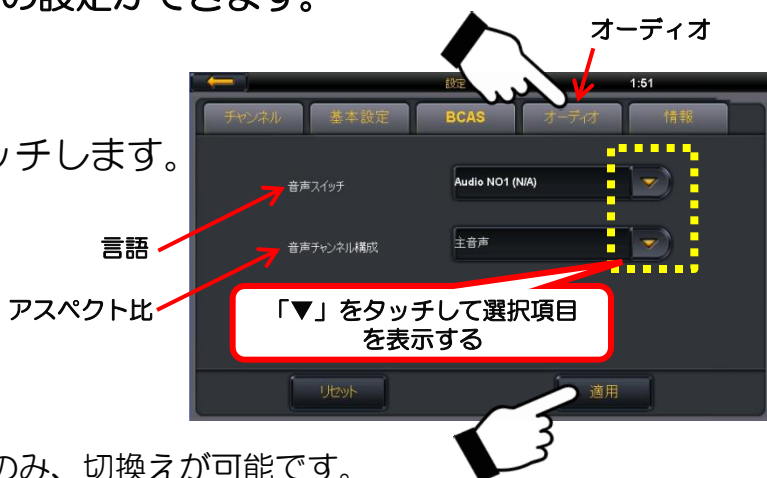 の設定ができます。
オーディオ
設定
1:51
チャンネル
基本設定
BCAS
オーディオ
情報
ッチします。
音声スイッチ
Audio NO1 (N/A)
言語
音声チャンネル構成
主音声
アスペクト比
「▼」をタッチして選択項目
を表示する
リセット
適用
のみ、切換えが可能です。